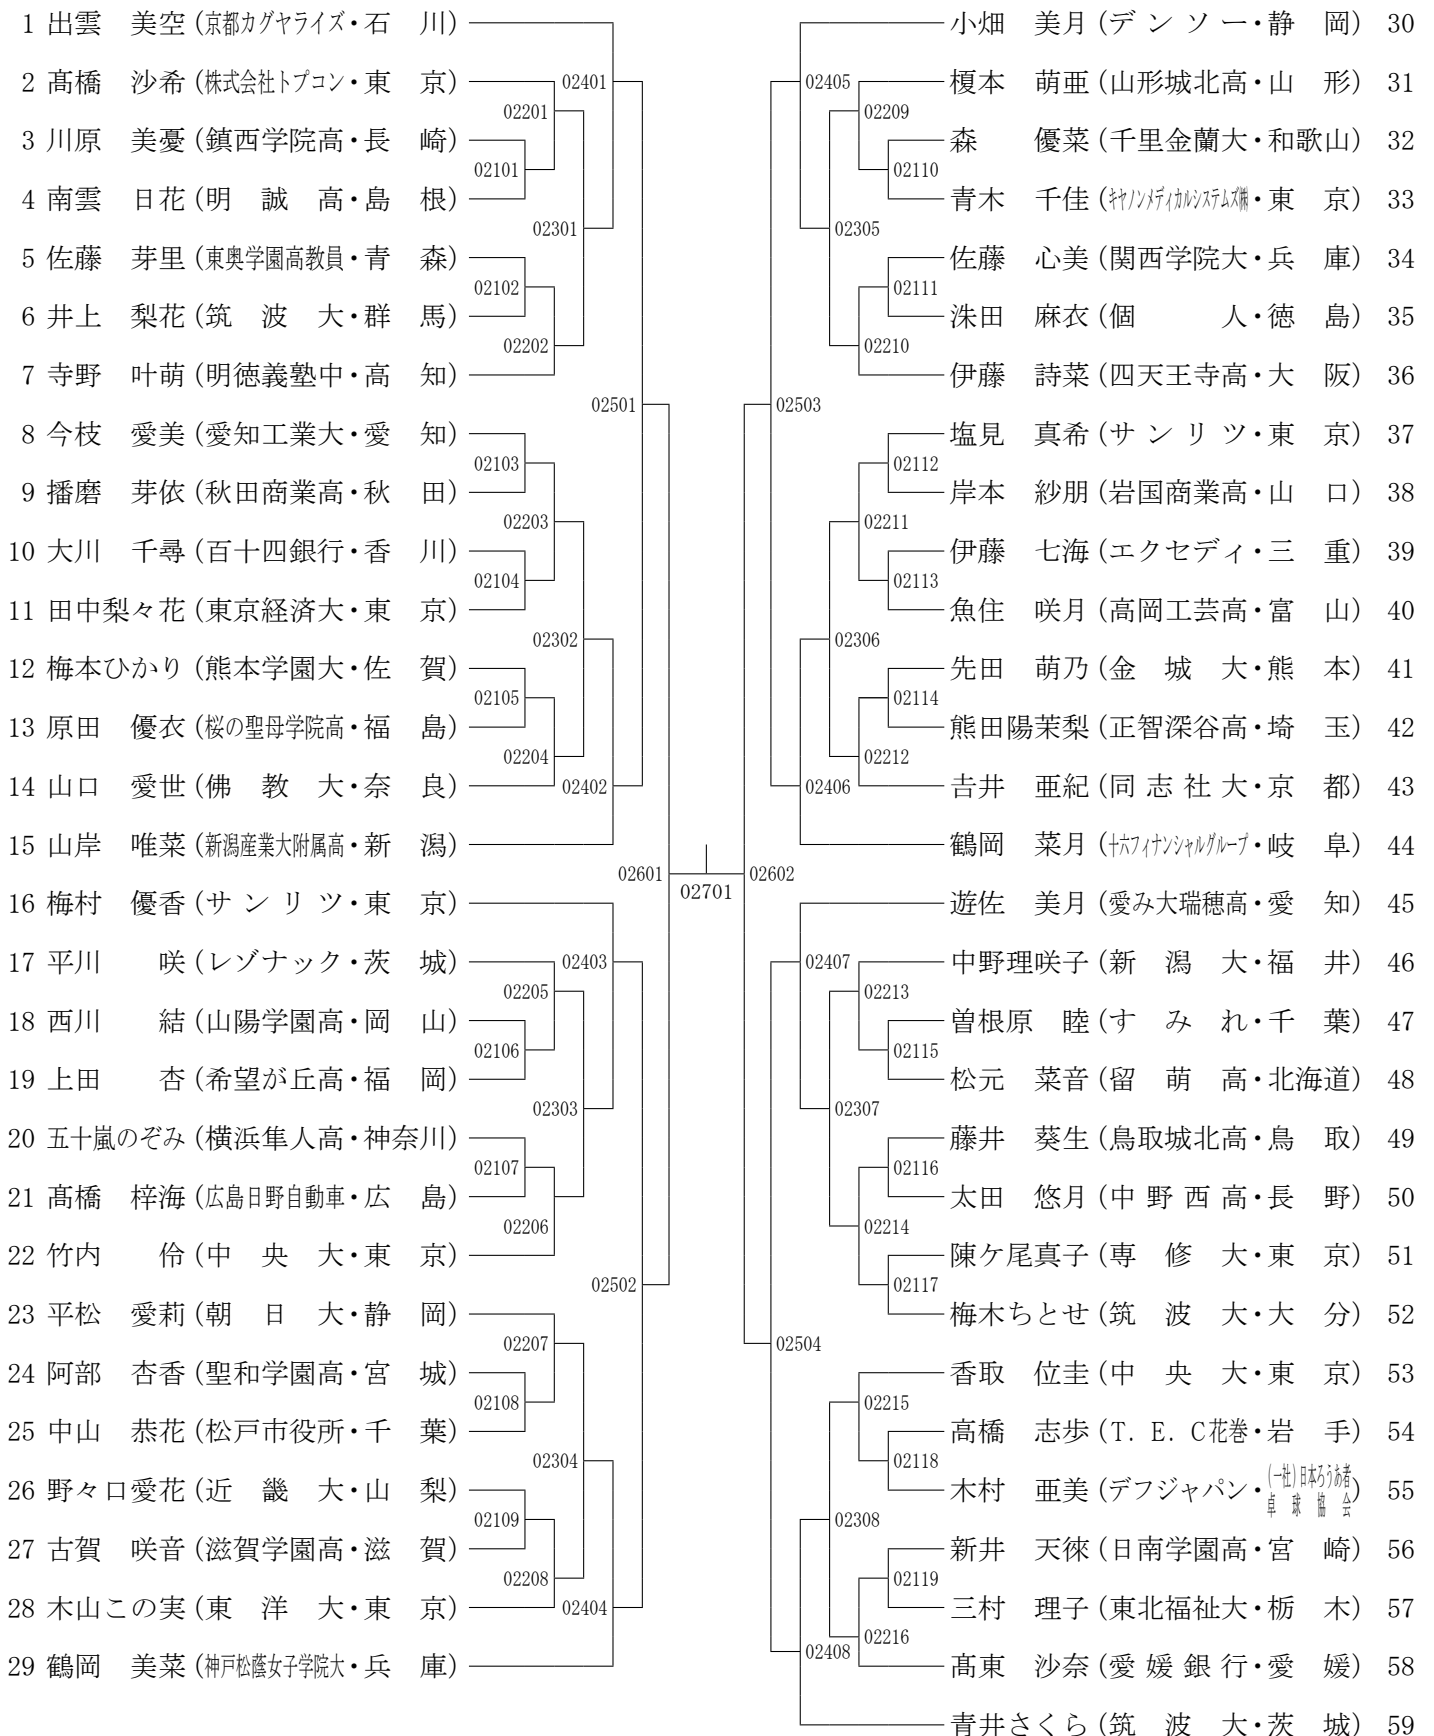 1 出雲　美空（京都カグヤライズ・石　川）
2 髙橋　沙希（株式会社トプコン・東　京）
3 川原　美憂（鎮西学院高・長　崎）
4 南雲　日花（明　誠　高・島　根）
5 佐藤　芽里（東奥学園高教員・青　森）
6 井上　梨花（筑　波　大・群　馬）
7 寺野　叶萌（明徳義塾中・高　知）
8 今枝　愛美（愛知工業大・愛　知）
9 播磨　芽依（秋田商業高・秋　田）
10 大川　千尋（百十四銀行・香　川）
11 田中梨々花（東京経済大・東　京）
12 梅本ひかり（熊本学園大・佐　賀）
13 原田　優衣（桜の聖母学院高・福　島）
14 山口　愛世（佛　教　大・奈　良）
15 山岸　唯菜（新潟産業大附属高・新　潟）
16 梅村　優香（サ ン リ ツ・東　京）
17 平川　　咲（レゾナック・茨　城）
18 西川　　結（山陽学園高・岡　山）
19 上田　　杏（希望が丘高・福　岡）
20 五十嵐のぞみ（横浜隼人高・神奈川）
21 髙橋　梓海（広島日野自動車・広　島）
22 竹内　　伶（中　央　大・東　京）
23 平松　愛莉（朝　日　大・静　岡）
24 阿部　杏香（聖和学園高・宮　城）
25 中山　恭花（松戸市役所・千　葉）
26 野々口愛花（近　畿　大・山　梨）
27 古賀　咲音（滋賀学園高・滋　賀）
28 木山この実（東　洋　大・東　京）
29 鶴岡　美菜（神戸松蔭女子学院大・兵　庫）
02101
02102
02103
02104
02105
02106
02107
02108
02109
02201
02202
02203
02204
02205
02206
02207
02208
02301
02302
02303
02304
02401
02402
02403
02404
02501
02502
02601
02701
02602
02503
02504
02405
02406
02407
02408
02305
02306
02307
02308
02209
02210
02211
02212
02213
02214
02215
02216
02110
02111
02112
02113
02114
02115
02116
02117
02118
02119
小畑　美月（デ ン ソ ー・静　岡） 30
榎本　萌亜（山形城北高・山　形） 31
森　　優菜（千里金蘭大・和歌山） 32
青木　千佳（キヤノンメディカルシステムズ㈱・東　京） 33
佐藤　心美（関西学院大・兵　庫） 34
洙田　麻衣（個　　　人・徳　島） 35
伊藤　詩菜（四天王寺高・大　阪） 36
塩見　真希（サ ン リ ツ・東　京） 37
岸本　紗朋（岩国商業高・山　口） 38
伊藤　七海（エクセディ・三　重） 39
魚住　咲月（高岡工芸高・富　山） 40
先田　萌乃（金　城　大・熊　本） 41
熊田陽茉梨（正智深谷高・埼　玉） 42
𠮷井　亜紀（同 志 社 大・京　都） 43
鶴岡　菜月（十六フィナンシャルグループ・岐　阜） 44
遊佐　美月（愛み大瑞穂高・愛　知） 45
中野理咲子（新　潟　大・福　井） 46
曽根原　睦（す　み　れ・千　葉） 47
松元　菜音（留　萌　高・北海道） 48
藤井　葵生（鳥取城北高・鳥　取） 49
太田　悠月（中 野 西 高・長　野） 50
陳ケ尾真子（専　修　大・東　京） 51
梅木ちとせ（筑　波　大・大　分） 52
香取　位圭（中　央　大・東　京） 53
高橋　志歩（T. E. C花巻・岩　手） 54
木村　亜美（デフジャパン・(一社)日本ろうあ者卓球協会） 55
新井　天徠（日南学園高・宮　崎） 56
三村　理子（東北福祉大・栃　木） 57
髙東　沙奈（愛 媛 銀 行・愛　媛） 58
青井さくら（筑　波　大・茨　城） 59